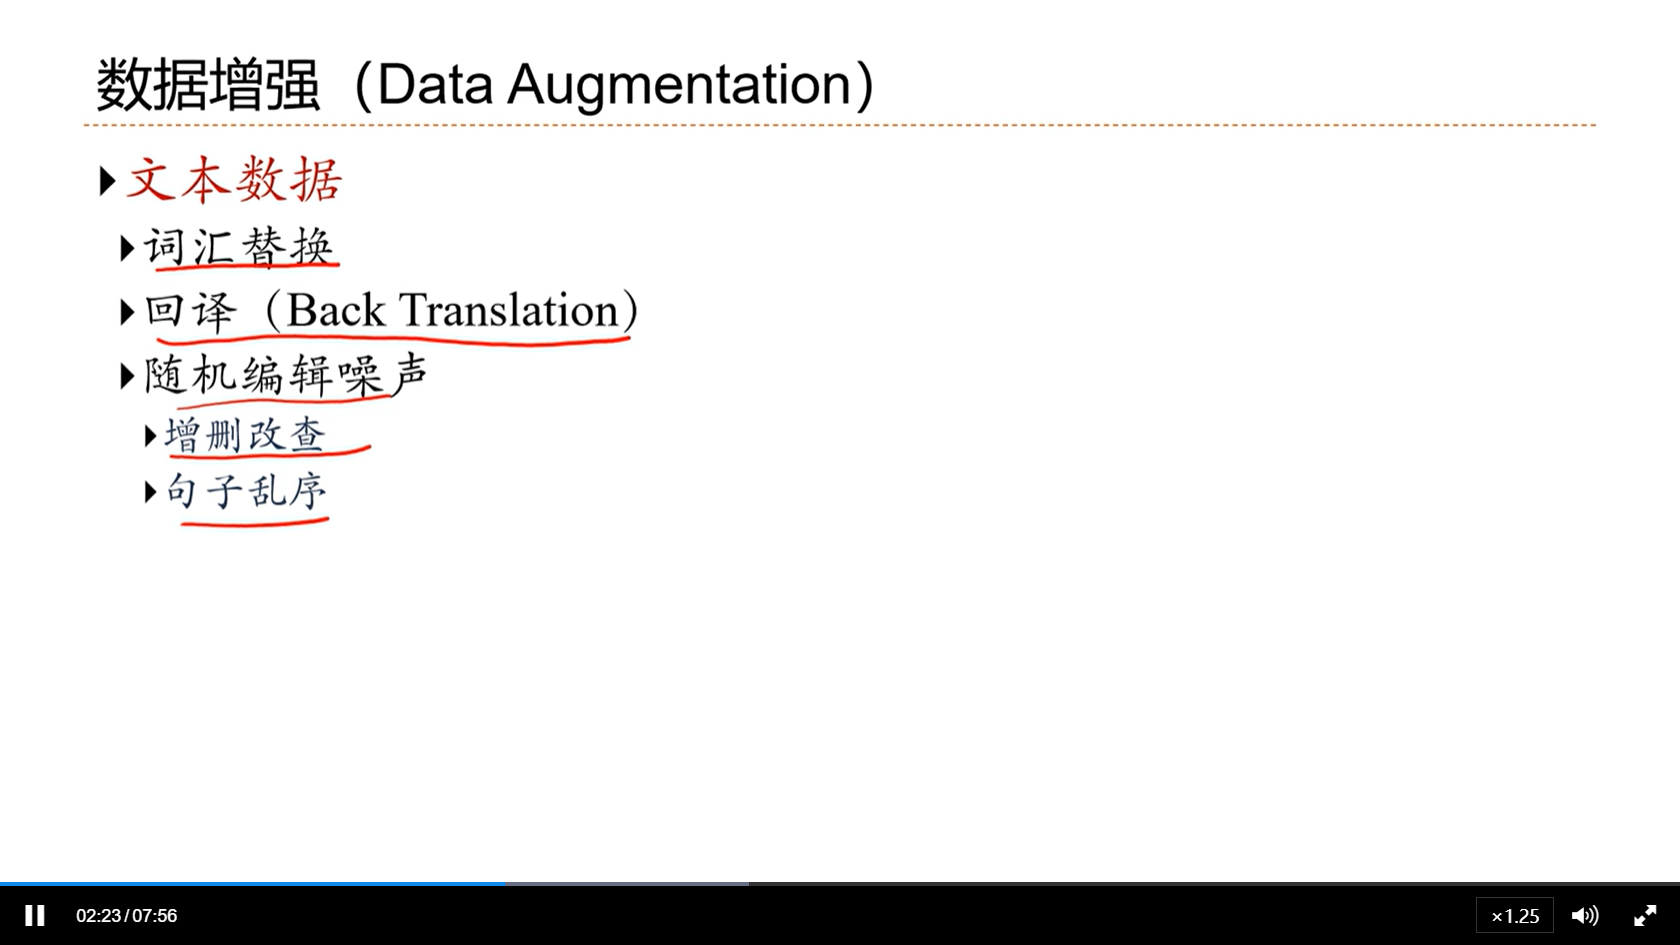 数据增强（Data Augmentation）
文本数据
词汇替换
回译（Back Translation）
随机编辑噪声
增删改查
句子乱序
02:23/07:56
×1.25